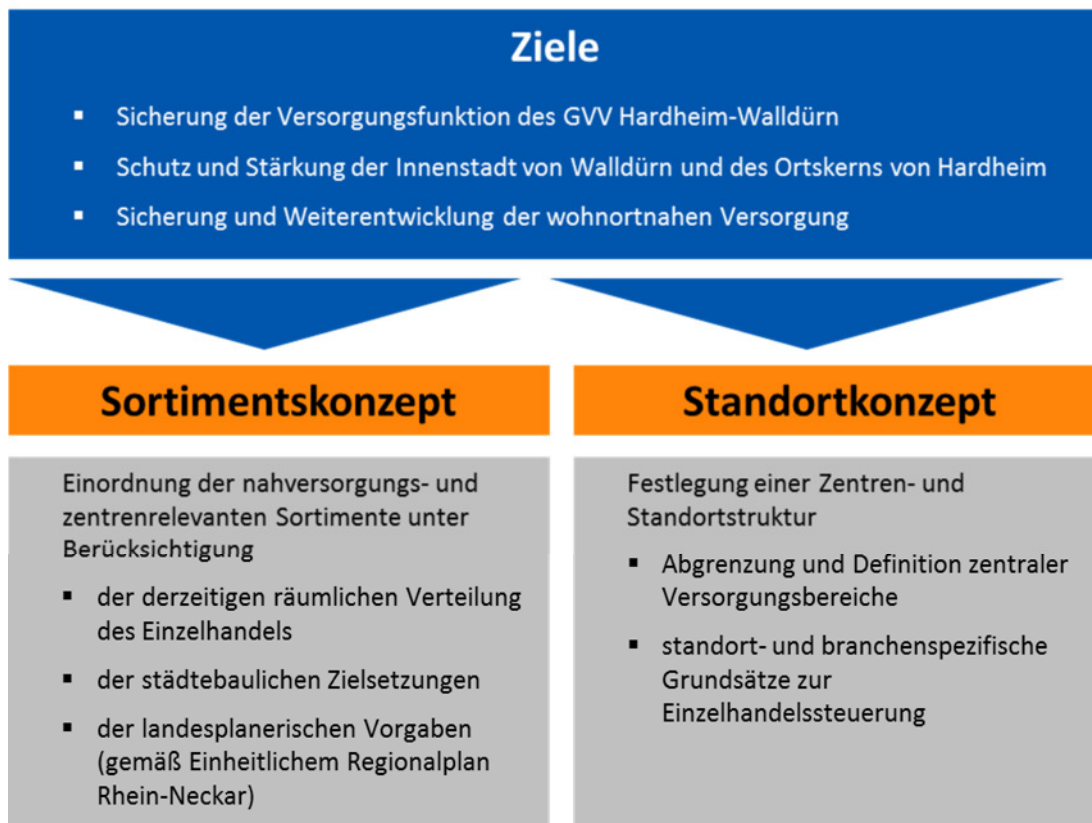 Ziele
▪ Sicherung der Versorgungsfunktion des GVV Hardheim-Walldürn
▪ Schutz und Stärkung der Innenstadt von Walldürn und des Ortskerns von Hardheim
▪ Sicherung und Weiterentwicklung der wohnortnahen Versorgung
Sortimentskonzept
Einordnung der nahversorgungs- und
zentrenrelevanten Sortimente unter
Berücksichtigung
▪ der derzeitigen räumlichen Verteilung
des Einzelhandels
▪ der städtebaulichen Zielsetzungen
▪ der landesplanerischen Vorgaben
(gemäß Einheitlichem Regionalplan
Rhein-Neckar)
Standortkonzept
Festlegung einer Zentren- und
Standortstruktur
▪ Abgrenzung und Definition zentraler
Versorgungsbereiche
▪ standort- und branchenspezifische
Grundsätze zur
Einzelhandelssteuerung